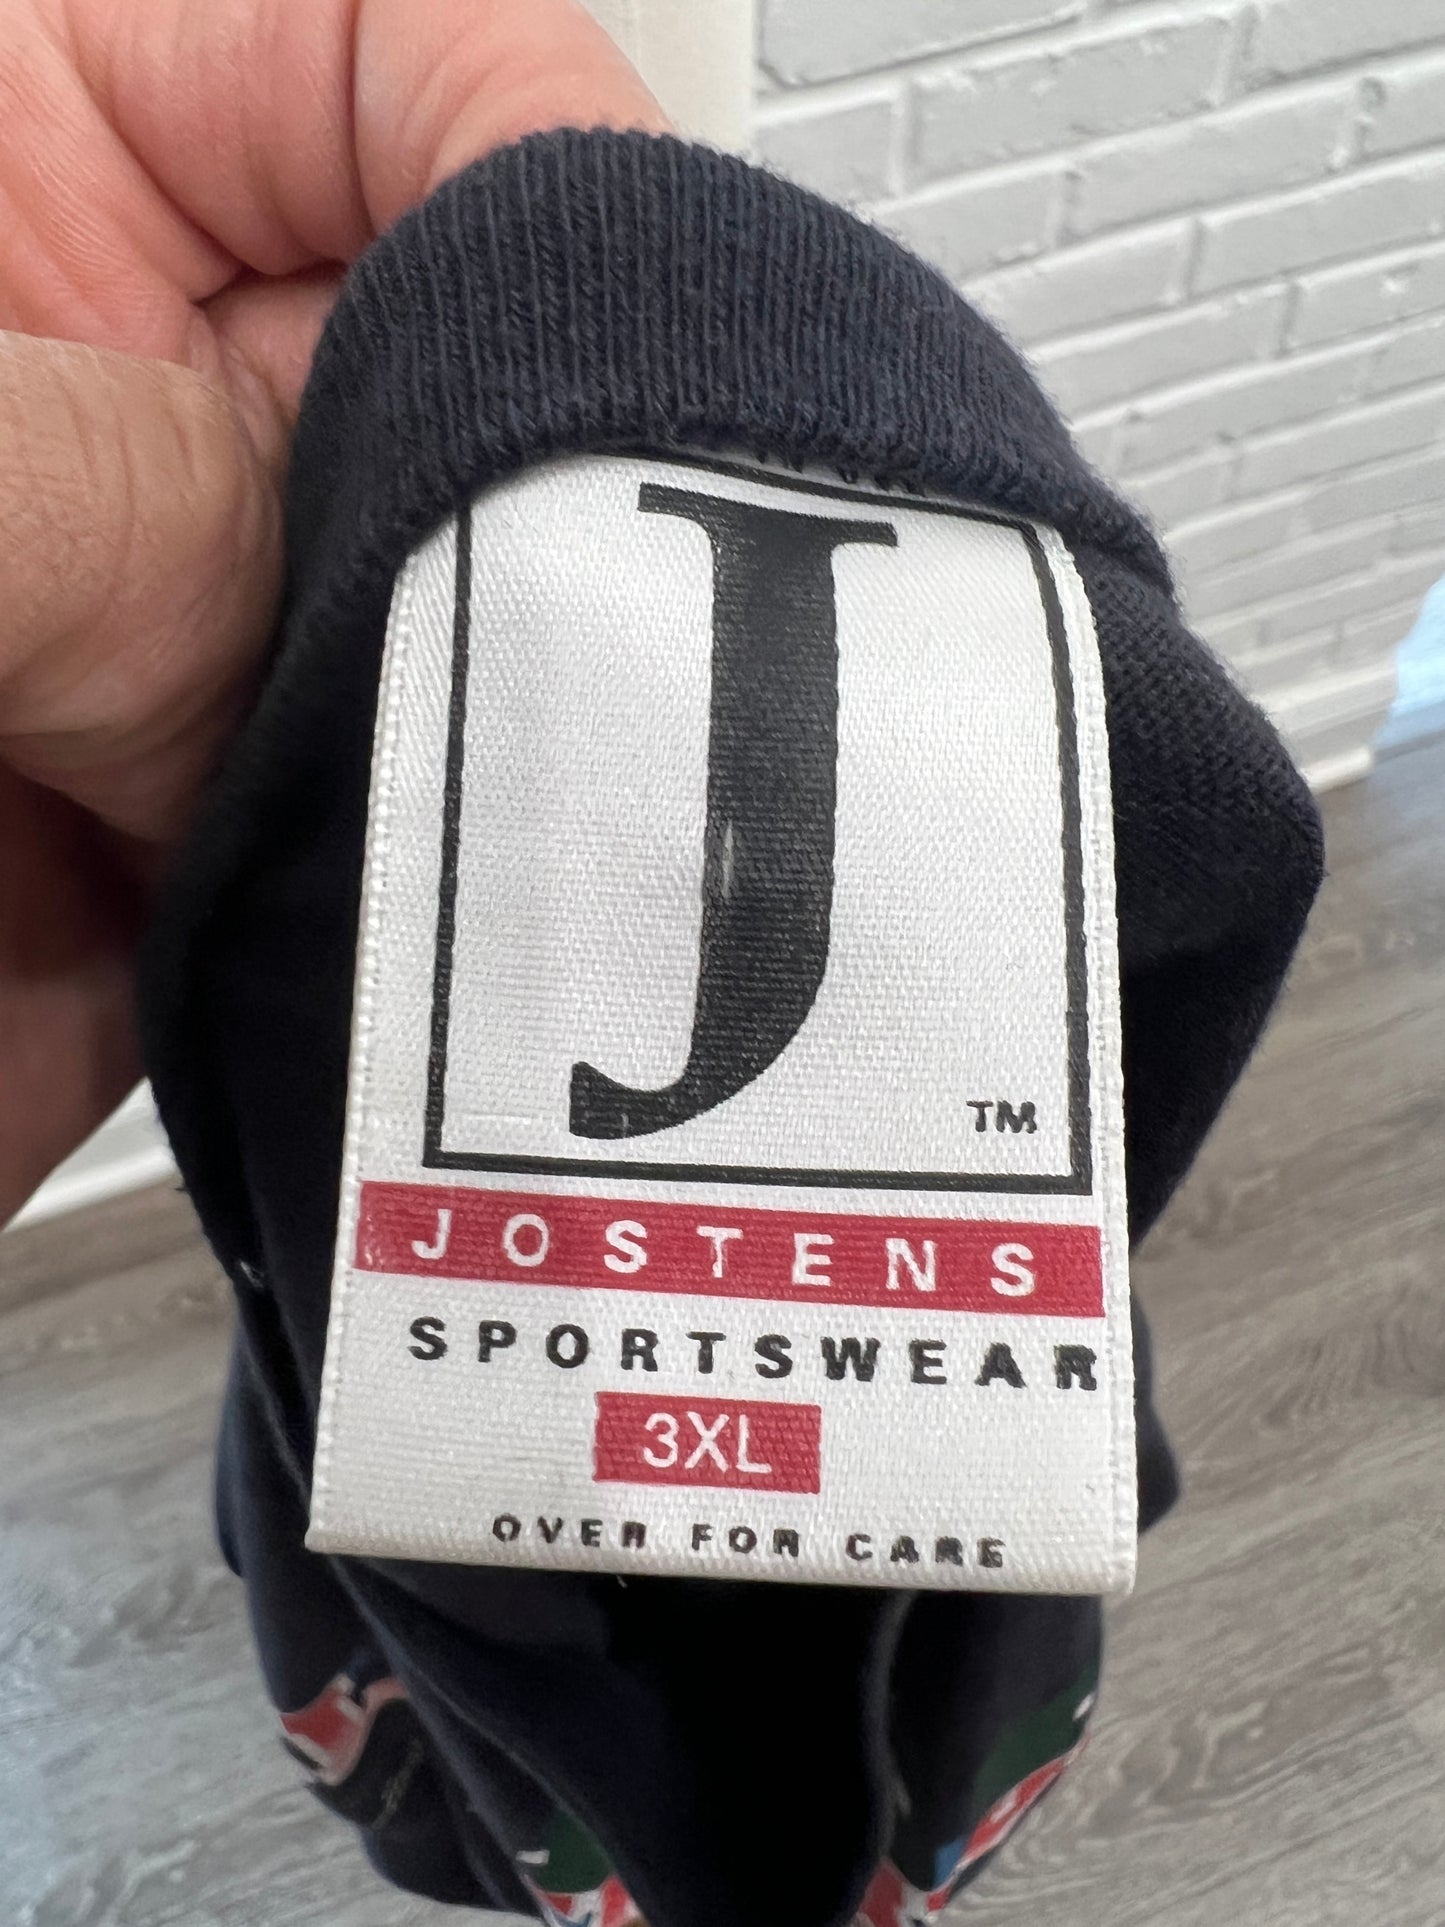 J
TM
JOSTENS
SPORTSWEAR
3XL
OVER FOR CARE